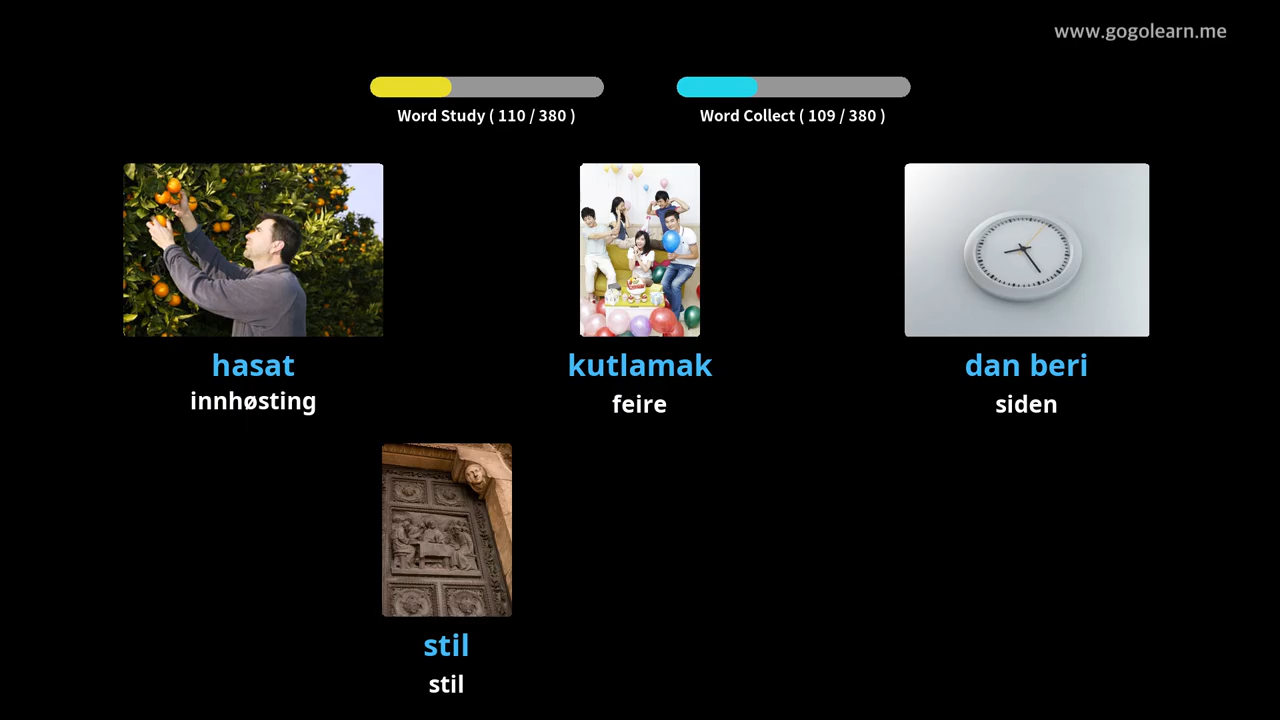 www.gogolearn.me
Word Study ( 110 / 380 )
Word Collect ( 109 / 380 )
hasat
innhøsting
kutlamak
feire
dan beri
siden
stil
stil